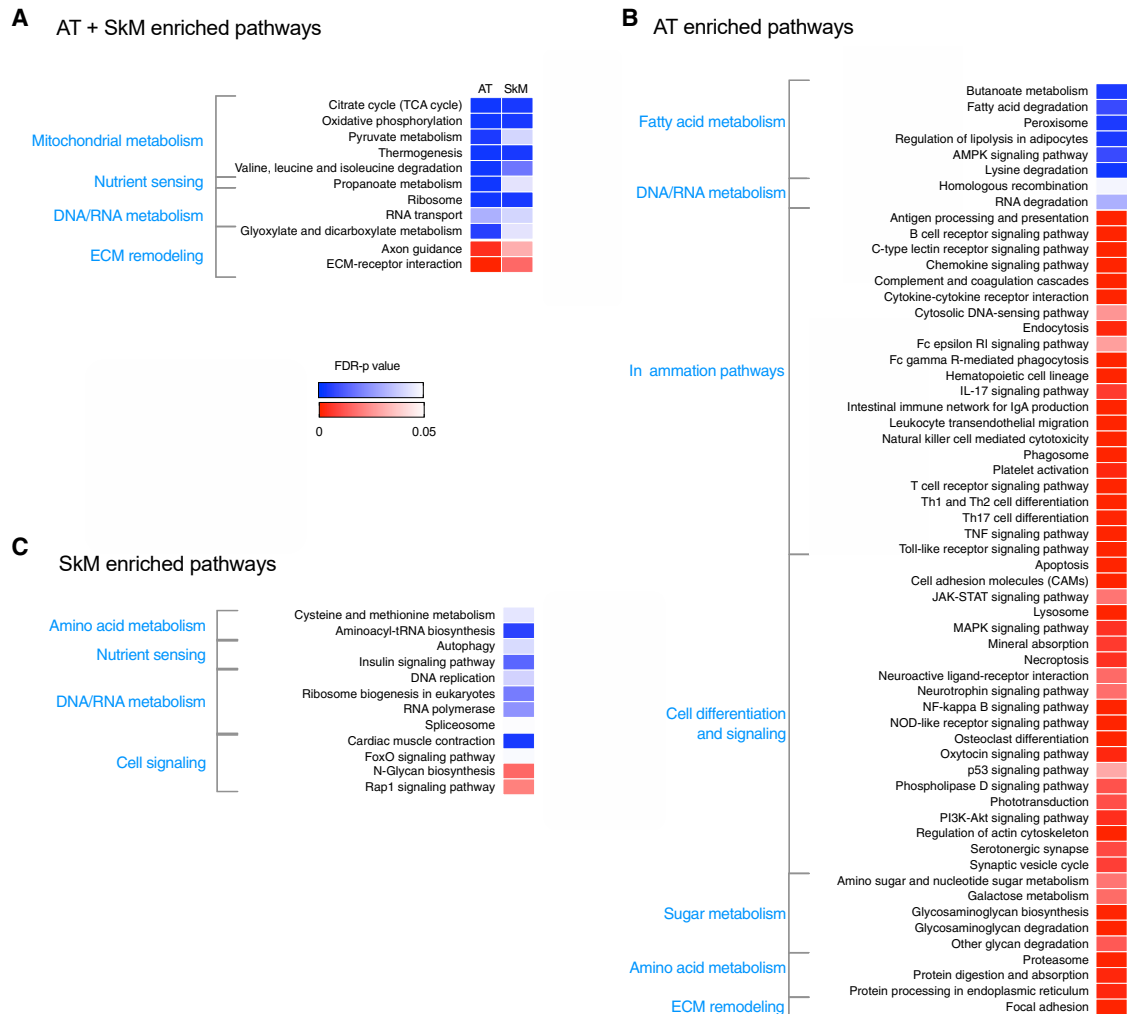 A
AT + SkM enriched pathways
AT SkM
Mitochondrial metabolism
Nutrient sensing
DNA/RNA metabolism
ECM remodeling
Citrate cycle (TCA cycle)
Oxidative phosphorylation
Pyruvate metabolism
Thermogenesis
Valine, leucine and isoleucine degradation
Propanoate metabolism
Ribosome
RNA transport
Glyoxylate and dicarboxylate metabolism
Axon guidance
ECM-receptor interaction
FDR-p value
0 0.05
B
AT enriched pathways
Fatty acid metabolism
DNA/RNA metabolism
In ammation pathways
Cell differentiation
and signaling
Sugar metabolism
Amino acid metabolism
ECM remodeling
Butanoate metabolism
Fatty acid degradation
Peroxisome
Regulation of lipolysis in adipocytes
AMPK signaling pathway
Lysine degradation
Homologous recombination
RNA degradation
Antigen processing and presentation
B cell receptor signaling pathway
C-type lectin receptor signaling pathway
Chemokine signaling pathway
Complement and coagulation cascades
Cytokine-cytokine receptor interaction
Cytosolic DNA-sensing pathway
Endocytosis
Fc epsilon RI signaling pathway
Fc gamma R-mediated phagocytosis
Hematopoietic cell lineage
IL-17 signaling pathway
Intestinal immune network for IgA production
Leukocyte transendothelial migration
Natural killer cell mediated cytotoxicity
Phagosome
Platelet activation
T cell receptor signaling pathway
Th1 and Th2 cell differentiation
Th17 cell differentiation
TNF signaling pathway
Toll-like receptor signaling pathway
Apoptosis
Cell adhesion molecules (CAMs)
JAK-STAT signaling pathway
Lysosome
MAPK signaling pathway
Mineral absorption
Necroptosis
Neuroactive ligand-receptor interaction
Neurotrophin signaling pathway
NF-kappa B signaling pathway
NOD-like receptor signaling pathway
Osteoclast differentiation
Oxytocin signaling pathway
p53 signaling pathway
Phospholipase D signaling pathway
Phototransduction
PI3K-Akt signaling pathway
Regulation of actin cytoskeleton
Serotonergic synapse
Synaptic vesicle cycle
Amino sugar and nucleotide sugar metabolism
Galactose metabolism
Glycosaminoglycan biosynthesis
Glycosaminoglycan degradation
Other glycan degradation
Proteasome
Protein digestion and absorption
Protein processing in endoplasmic reticulum
Focal adhesion
C
SkM enriched pathways
Amino acid metabolism
Nutrient sensing
DNA/RNA metabolism
Cell signaling
Cysteine and methionine metabolism
Aminoacyl-tRNA biosynthesis
Autophagy
Insulin signaling pathway
DNA replication
Ribosome biogenesis in eukaryotes
RNA polymerase
Spliceosome
Cardiac muscle contraction
FoxO signaling pathway
N-Glycan biosynthesis
Rap1 signaling pathway